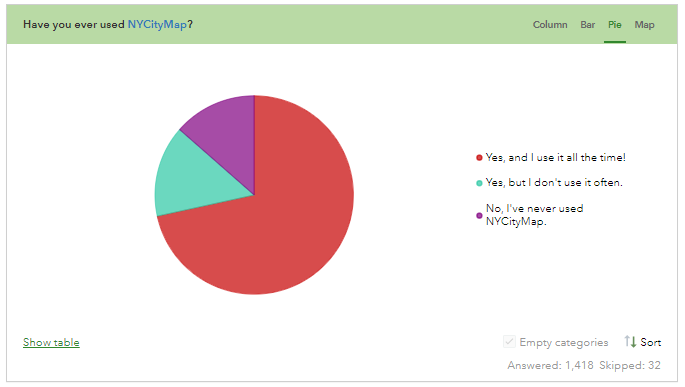 Have you ever used NYCityMap?
Column Bar Pie Map
Yes, and I use it all the time!
Yes, but I don't use it often.
No, I've never used
NYCityMap.
Show table
Empty categories
Sort
Answered: 1,418 Skipped: 32